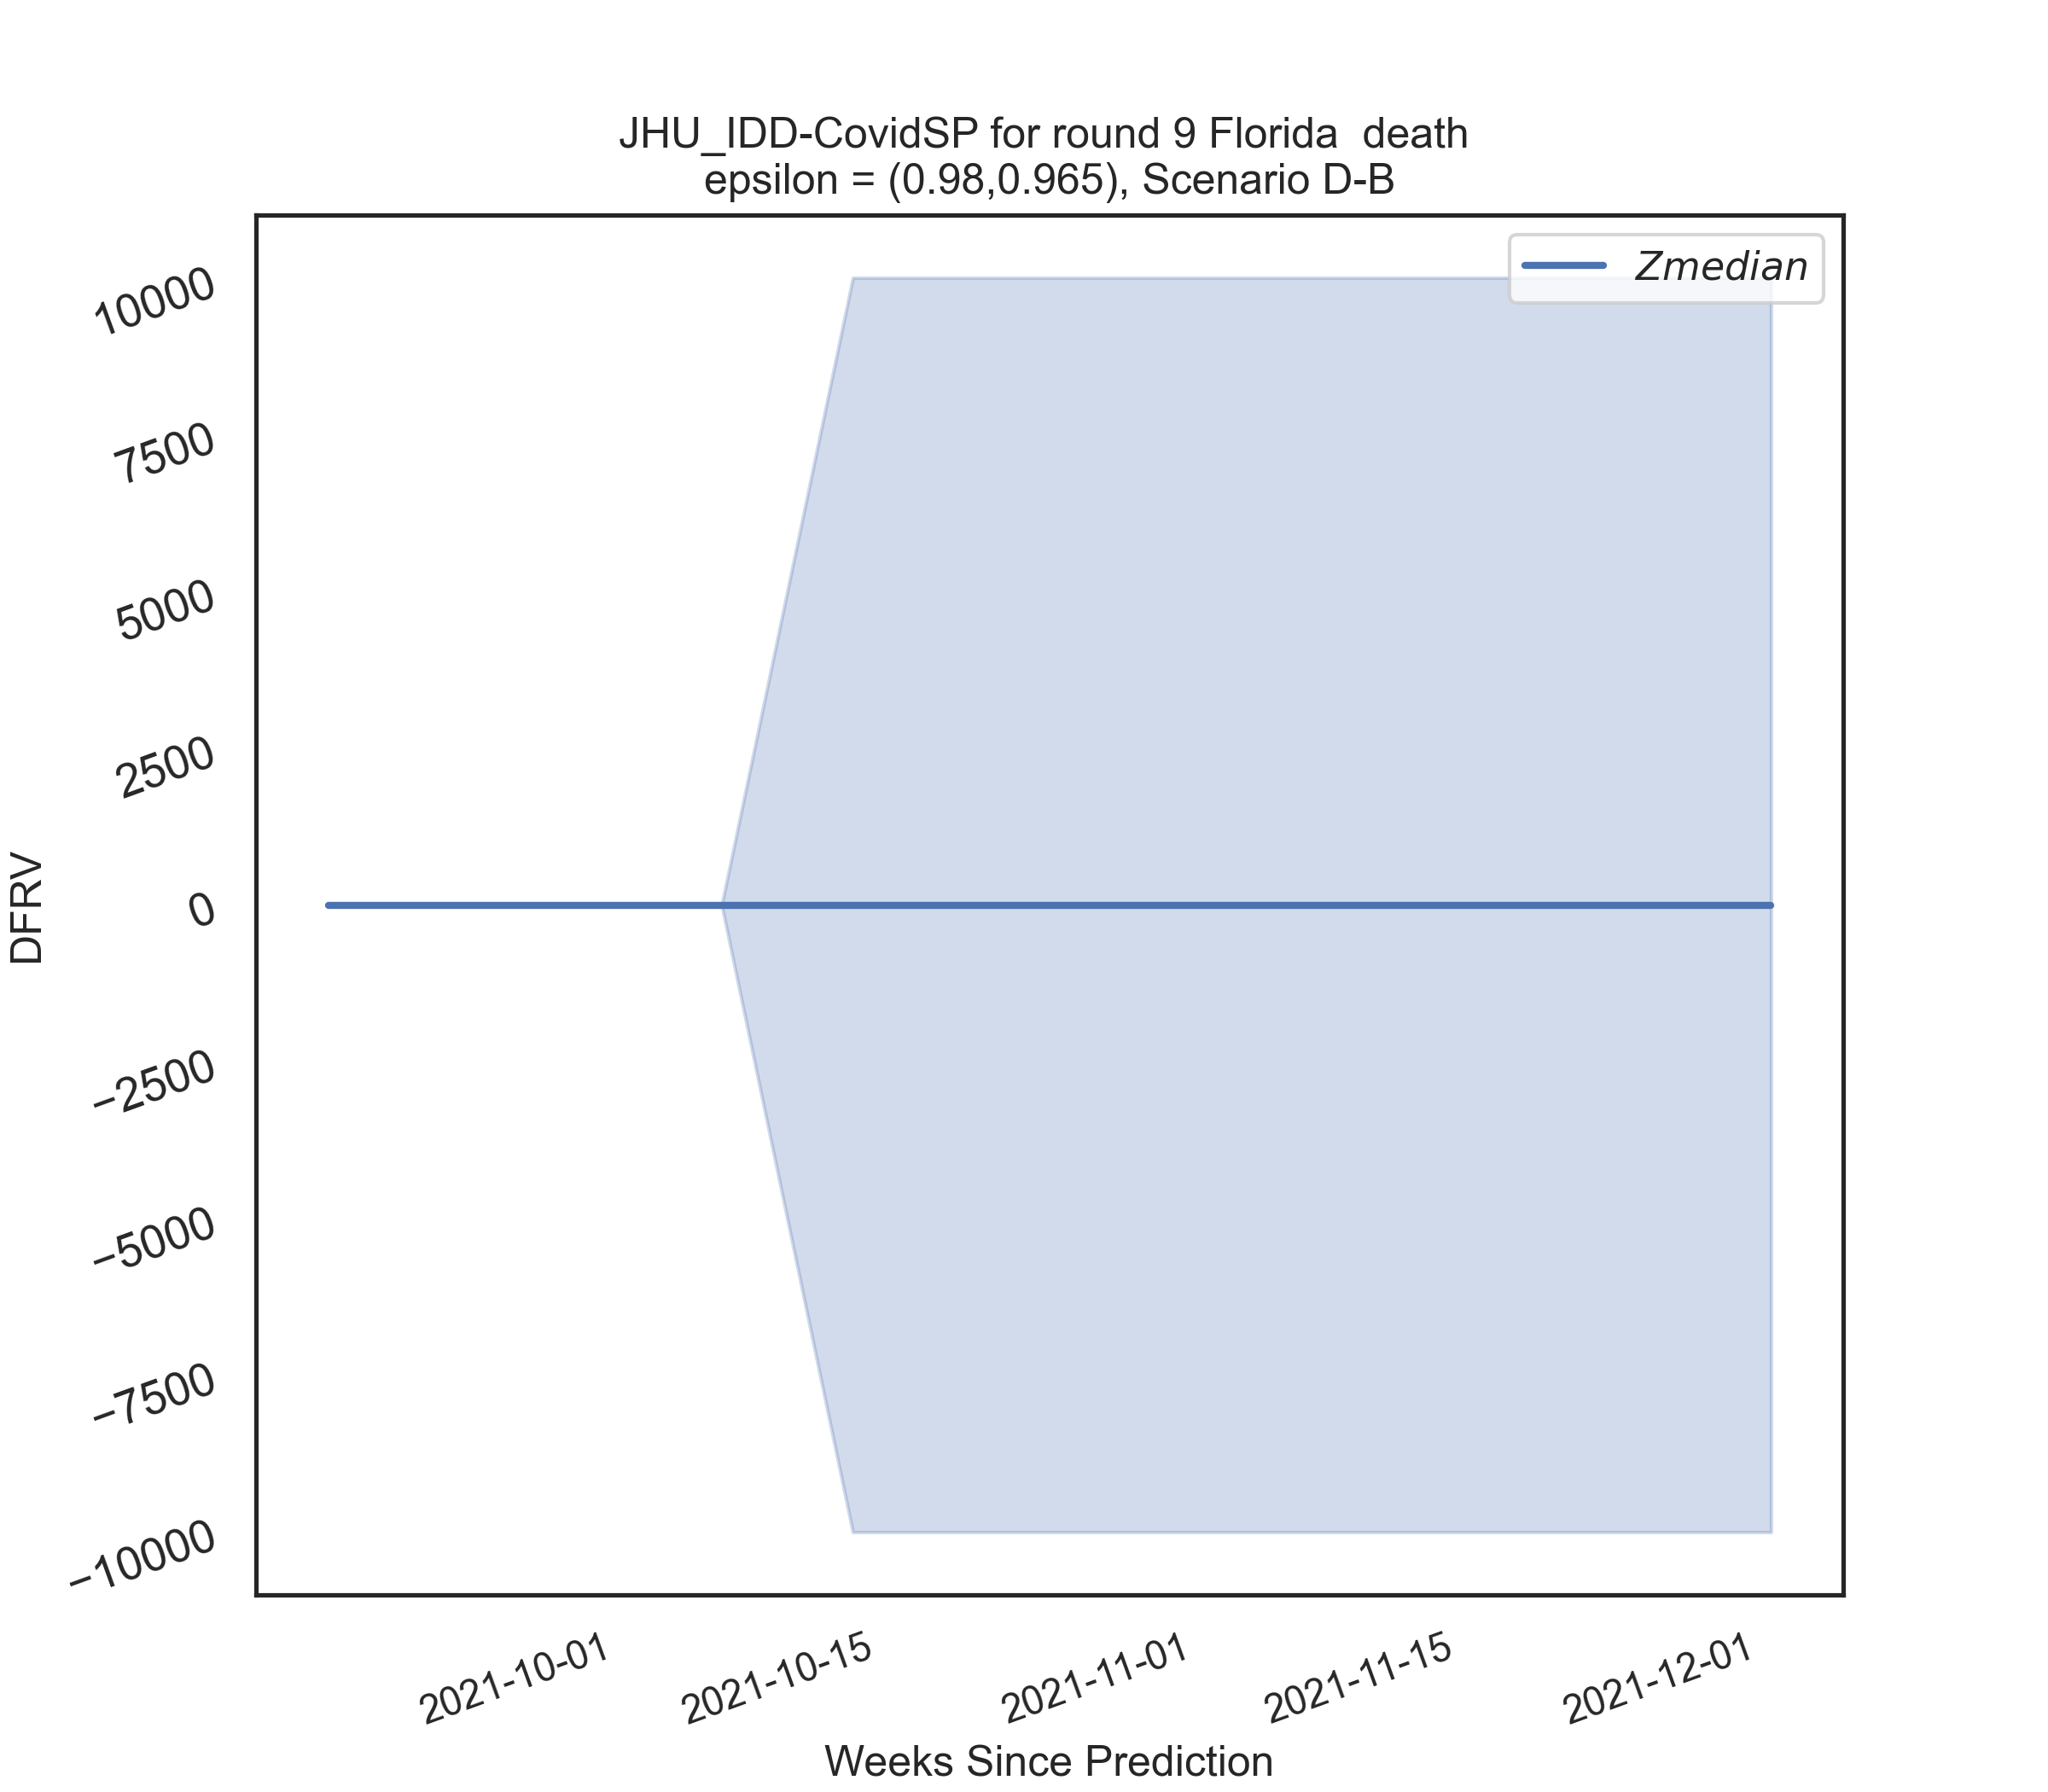 JHU_IDD-CovidSP for round 9 Florida  death
epsilon = (0.98,0.965), Scenario D-B
Zmedian
10000
7500
5000
2500
0
−2500
−5000
−7500
−10000
DFRV
2021-10-01
2021-10-15
2021-11-01
2021-11-15
2021-12-01
Weeks Since Prediction